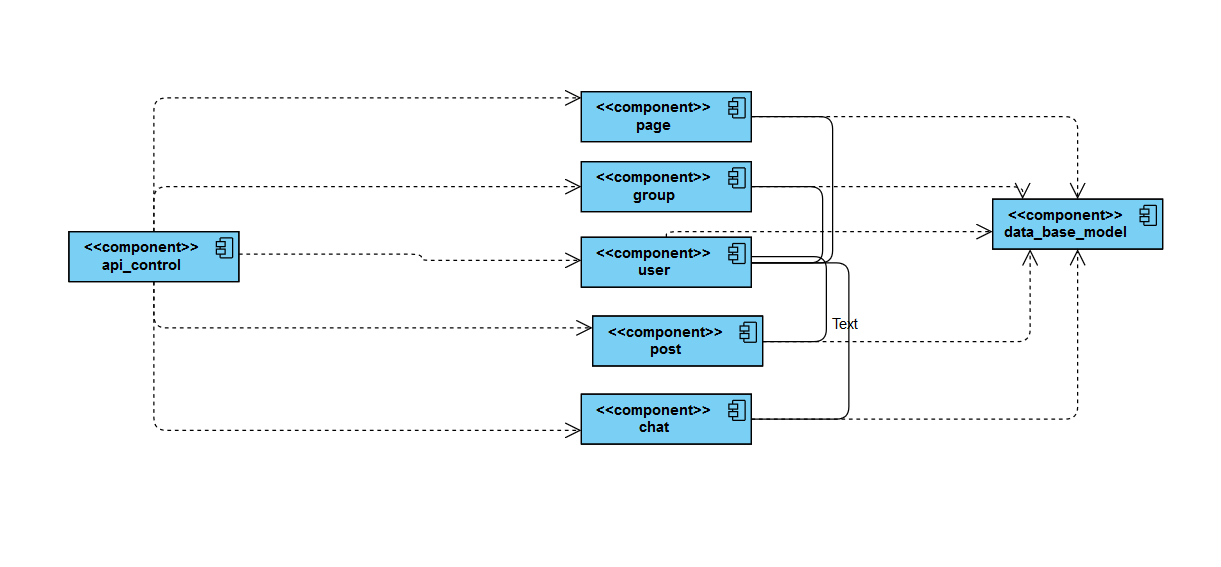 <<component>>
page
<<component>>
group
<<component>>
api_control
<<component>>
user
<<component>>
data_base_model
Text
<<component>>
post
<<component>>
chat